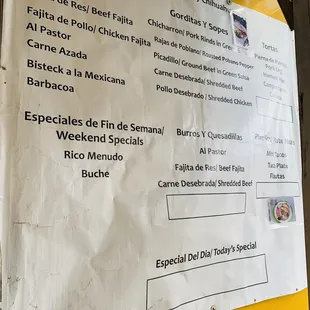 de Res/ Beef Fajita
Fajita de Pollo/ Chicken Fajita
Al Pastor
Carne Azada
Bisteck a la Mexicana
Barbacoa
Especiales de Fin de Semana/
Weekend Specials
Rico Menudo
Buche
Gorditas Y Sopes
Chicharron/ Pork Rinds in Green
Rajas de Poblano/ Roasted Poblano Pepper
Picadillo/ Ground Beef in Green Salsa
Carne Desebrada/ Shredded Beef
Pollo Desebrado/ Shredded Chicken
Burros Y Quesadillas
Al Pastor
Fajita de Res/ Beef Fajita
Carne Desebrada/ Shredded Beef
Especial Del Dia/ Today's Special
Tortas
Flautas